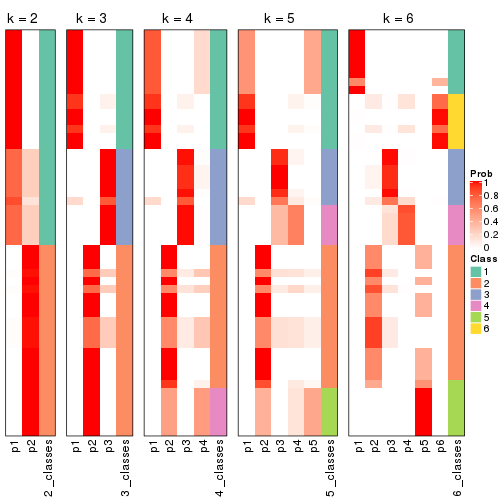 k = 2
k = 3
k = 4
k = 5
k = 6
p1
p2
2_classes
p1
p2
p3
3_classes
p1
p2
p3
p4
4_classes
p1
p2
p3
p4
p5
5_classes
p1
p2
p3
p4
p5
p6
6_classes
Prob
1
0.8
0.6
0.4
0.2
0
Class
1
2
3
4
5
6